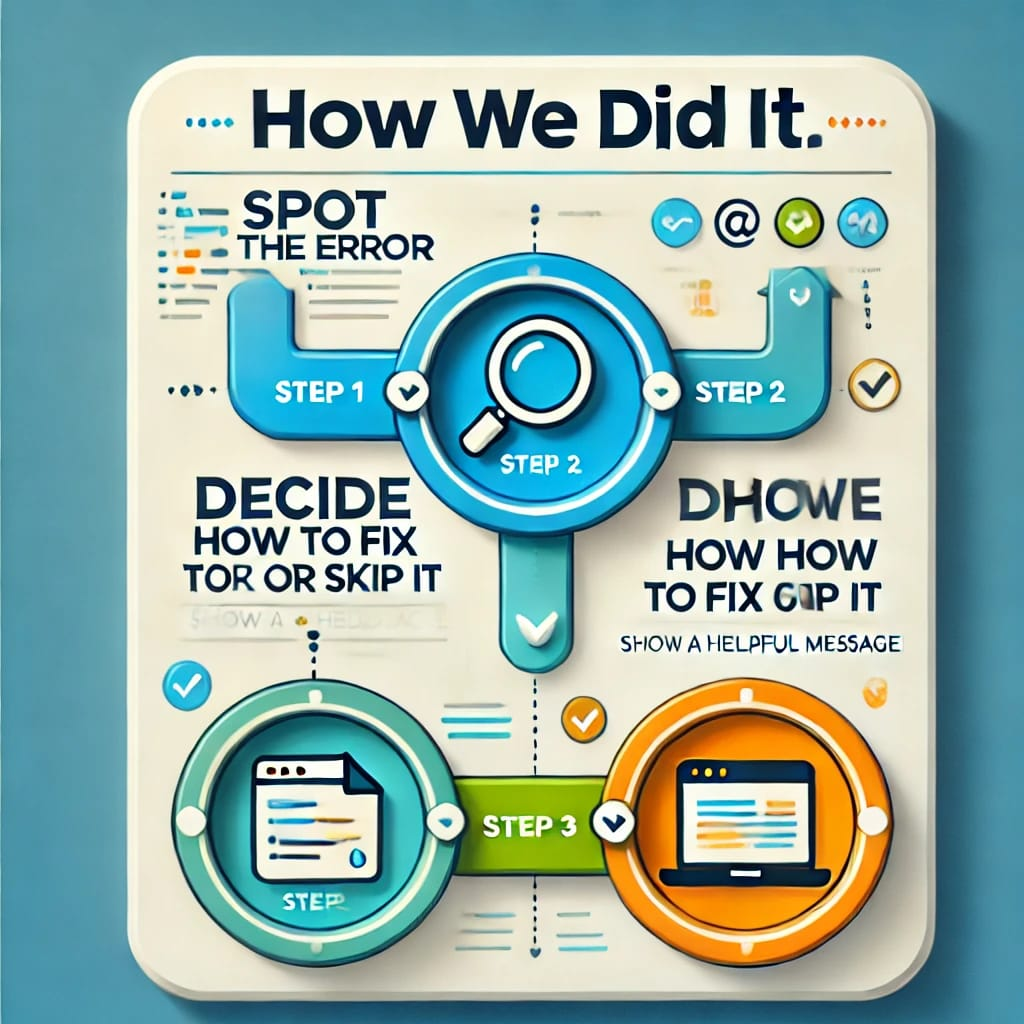 How We Did It.
SPOT
THE ERROR
@
STEP 1
STEP 2
STEP 2
DECIDE
HOW TO FIX
TOR OR SKIP IT
DHOWE
HOW HOW
TO FIX IT
SHOW A HELPFUL MESSAGE
SHOW A
STEP 3
STEP